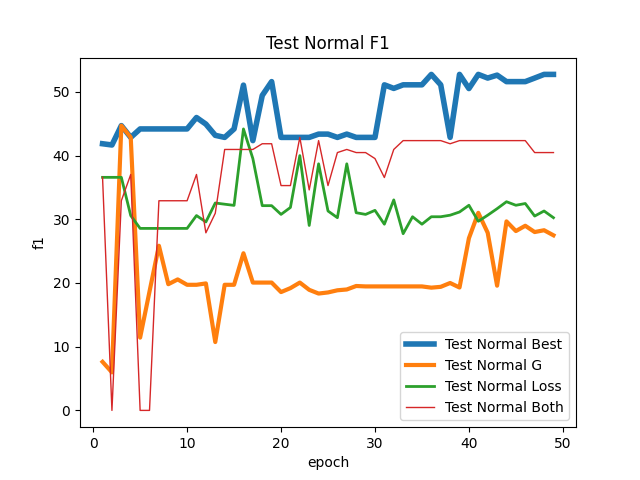 Test Normal F1
f1
50
40
30
20
10
0
Test Normal Best
Test Normal G
Test Normal Loss
Test Normal Both
0 10 20 30 40 50
epoch